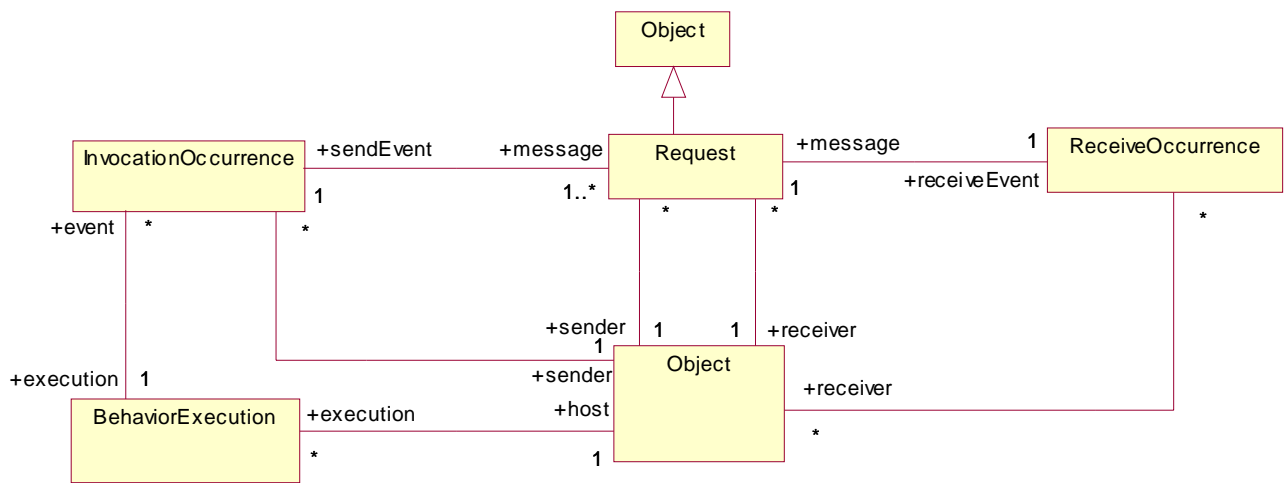 Object
InvocationOccurrence
+sendEvent
+message
Request
+message
1
ReceiveOccurrence
1
1..*
1
+receiveEvent
+event
*
*
*
*
*
+sender
1
1
+receiver
1
+sender
Object
+execution
1
+receiver
BehaviorExecution
+execution
+host
*
*
1